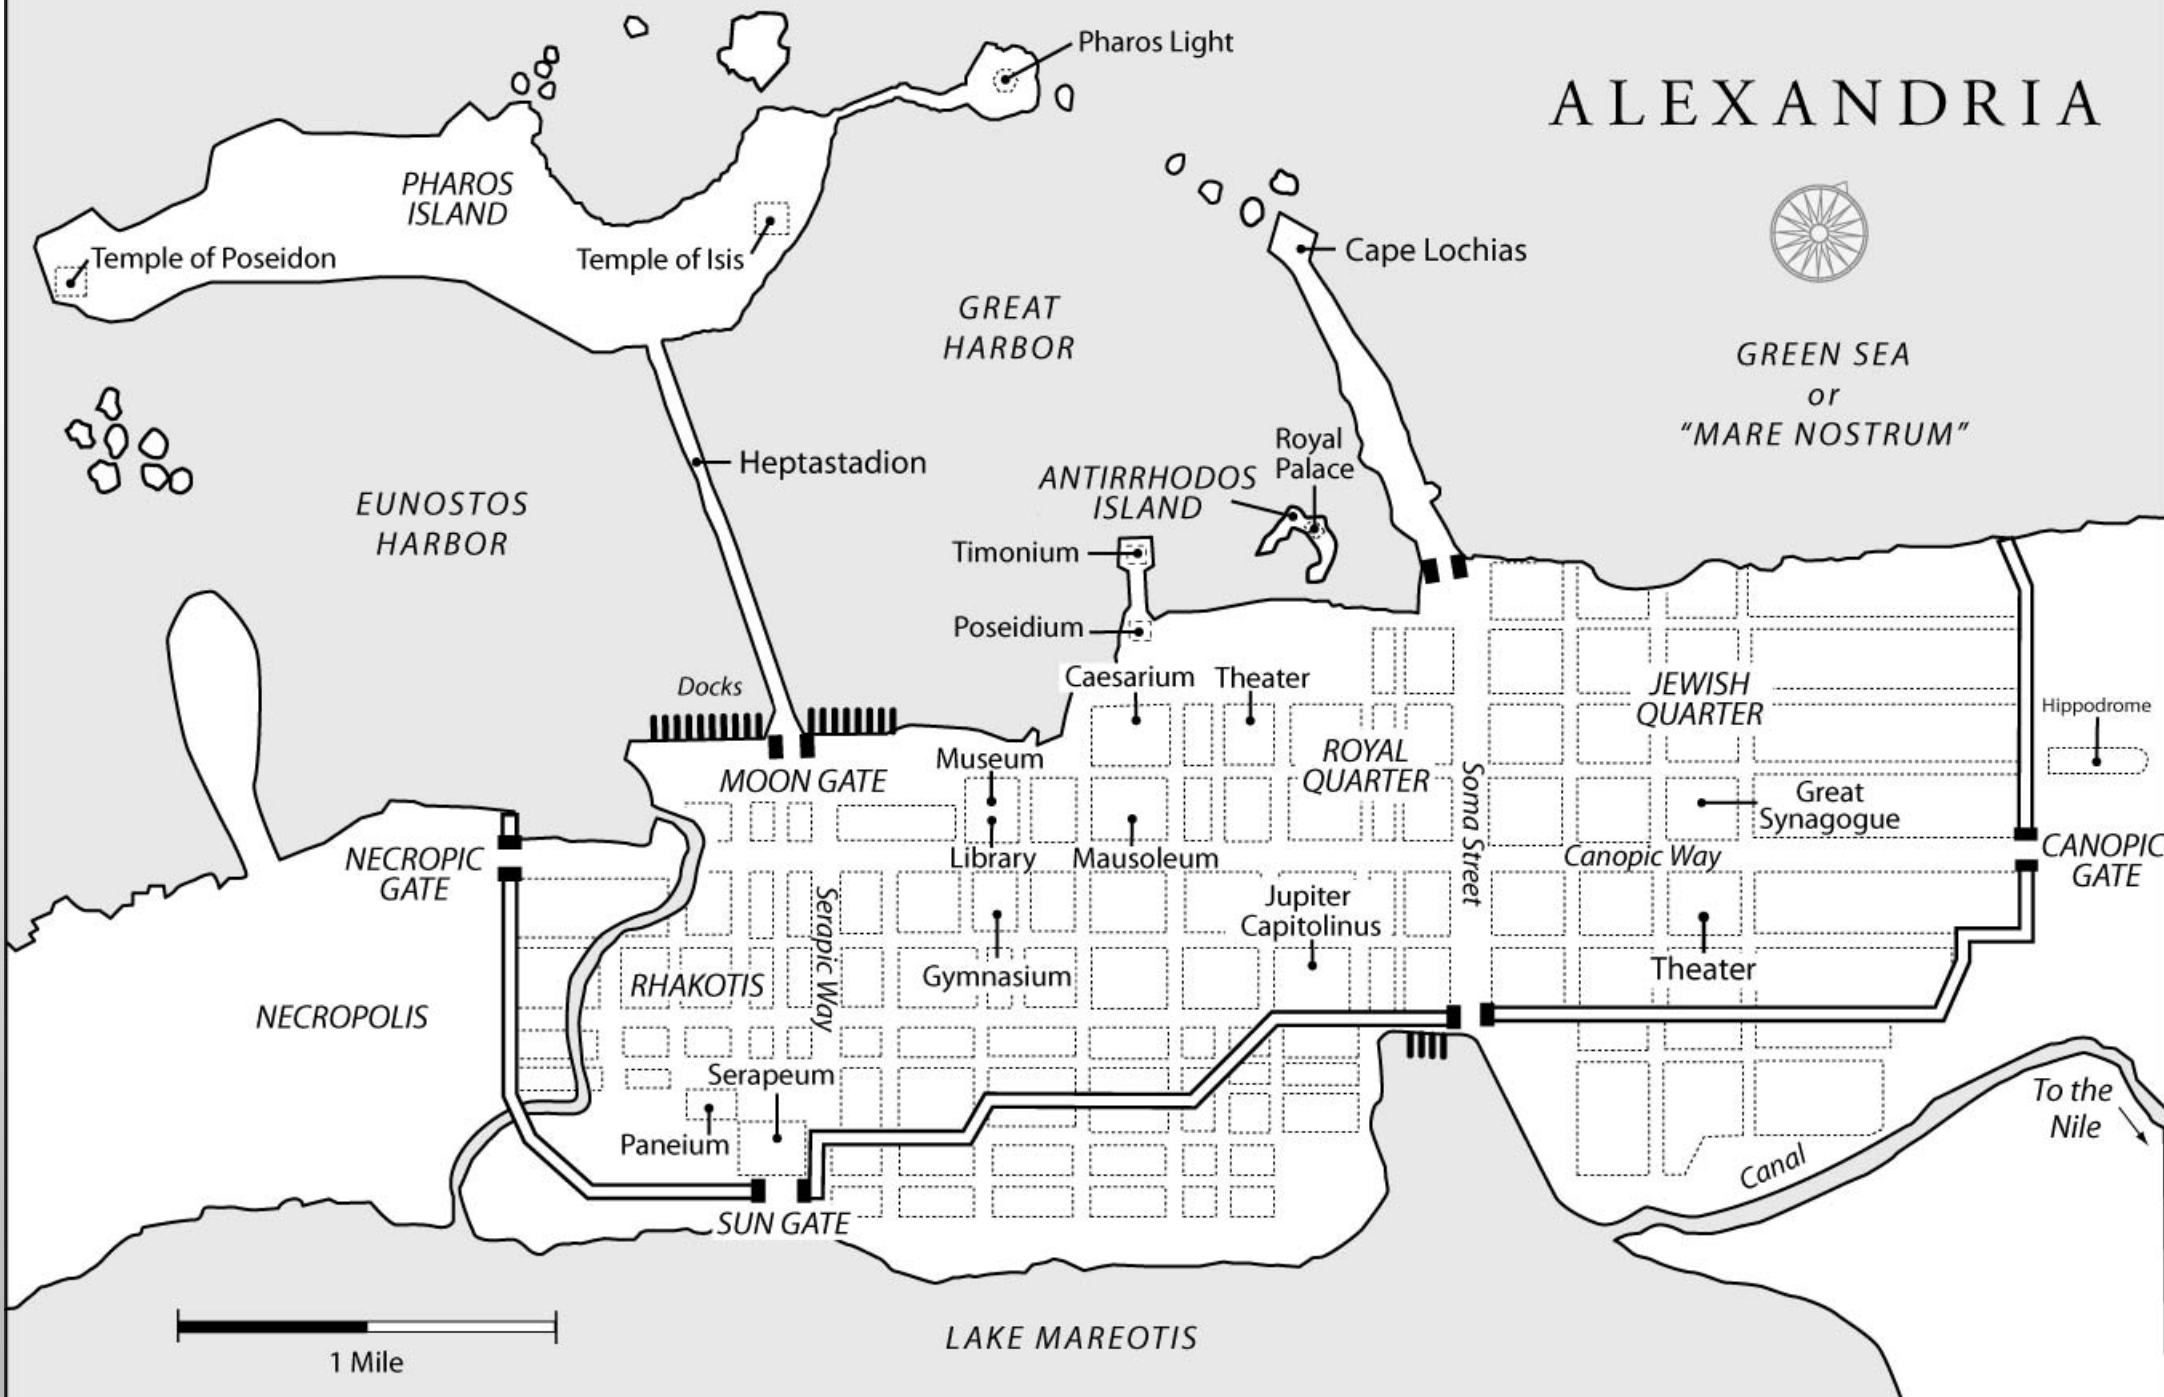 Pharos Light
ALEXANDRIA
PHAROS
ISLAND
Temple of Poseidon
Temple of Isis
Cape Lochias
GREAT
HARBOR
GREEN SEA
or
“MARE NOSTRUM”
Heptastadion
Royal
Palace
ANTIRRHODOS
ISLAND
EUNOSTOS
HARBOR
Timonium
Poseidium
Docks
Caesarium
Theater
JEWISH
QUARTER
Hippodrome
MOON GATE
Museum
ROYAL
QUARTER
Soma Street
Great
Synagogue
NECROPIC
GATE
Library
Mausoleum
Canopic Way
CANOPIC
GATE
Serapic Way
Jupiter
Capitolinus
RHAKOTIS
Gymnasium
Theater
NECROPOLIS
Serapeum
Paneium
To the
Nile
Canal
SUN GATE
LAKE MAREOTIS
1 Mile